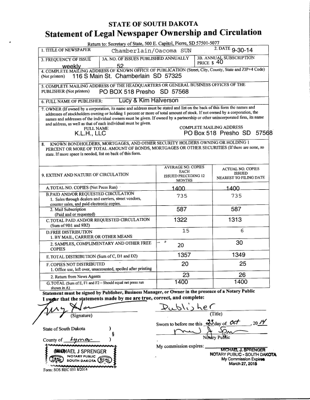 STATE OF SOUTH DAKOTA
Statement of Legal Newspaper Ownership and Circulation
Return to: Secretary of State, 500 E. Capitol, Pierre, SD 57501-5077
1. TITLE OF NEWSPAPER Chamberlain/Oacoma SUN 2. DATE 9-30-14
3. FREQUENCY OF ISSUE weekly 3A. NO. OF ISSUES PUBLISHED ANNUALLY 52 3B. ANNUAL SUBSCRIPTION PRICE $ 40
4. COMPLETE MAILING ADDRESS OF KNOWN OFFICE OF PUBLICATION (Street, City, County, State and ZIP+4 Code)
(Not printers) 116 S Main St. Chamberlain SD 57325
5. COMPLETE MAILING ADDRESS OF THE HEADQUARTERS OR GENERAL BUSINESS OFFICES OF THE
PUBLISHER (Not printer) PO BOX 518 Presho SD 57568
6. FULL NAME OF PUBLISHER: Lucy & Kim Halverson
7. OWNER (If owned by a corporation, its name and address must be stated and list on the back of this form the names and
addresses of stockholders owning or holding 1 percent or more of total amount of stock. If not owned by a corporation, the
names and addresses of the individual owners must be given. If owned by a partnership or other unincorporated firm, its name
and address, as well as that of each individual must be given.
FULL NAME COMPLETE MAILING ADDRESS
K.L.H., LLC PO Box 518 Presho SD 57568
8. KNOWN BONDHOLDERS, MORTGAGEES, AND OTHER SECURITY HOLDERS OWNING OR HOLDING 1
PERCENT OR MORE OF TOTAL AMOUNT OF BONDS, MORTGAGES OR OTHER SECURITIES (If there are none, so
state. If more space is needed, list on back of this form.
9. EXTENT AND NATURE OF CIRCULATION AVERAGE NO. COPIES EACH ISSUED PRECEDING 12 MONTHS ACTUAL NO. COPIES ISSUED NEAREST TO FILING DATE
A. TOTAL NO. COPIES (Net Press Run) 1400 1400
B. PAID AND/OR REQUESTED CIRCULATION
1. Sales through dealers and carriers, street vendors, 735 735
counter sales, and paid electronic copies.
2. Mail Subscription 587 587
(Paid and or requested)
C. TOTAL PAID AND/OR REQUESTED CIRCULATION 1322 1313
(Sum of 9B1 and 9B2)
D. FREE DISTRIBUTION 15 6
1. BY MAIL, CARRIER OR OTHER MEANS
2. SAMPLES, COMPLIMENTARY AND OTHER FREE COPIES 20 30
E. TOTAL DISTRIBUTION (Sum of C, D1 and D2) 1357 1349
F. COPIES NOT DISTRIBUTED 20 25
1. Office use, left over, unaccounted, spoiled after printing
2. Return from News Agents 23 26
G. TOTAL (Sum of E, F1 and F2 - Should equal net press run shown in A) 1400 1400
Statement must be signed by Publisher, Business Manager, or Owner in the presence of a Notary Public
I swear that the statements made by me are true, correct, and complete:
Publisher
(Signature) (Title)
State of South Dakota ) Sworn to before me this day of Oct 2014
§
County of Lyman ) Notary Public
My commission expires:
MICHAEL J SPRENGER
NOTARY PUBLIC
SOUTH DAKOTA
MICHAEL J. SPRENGER
NOTARY PUBLIC - SOUTH DAKOTA
My Commission Expires
March 27, 2018